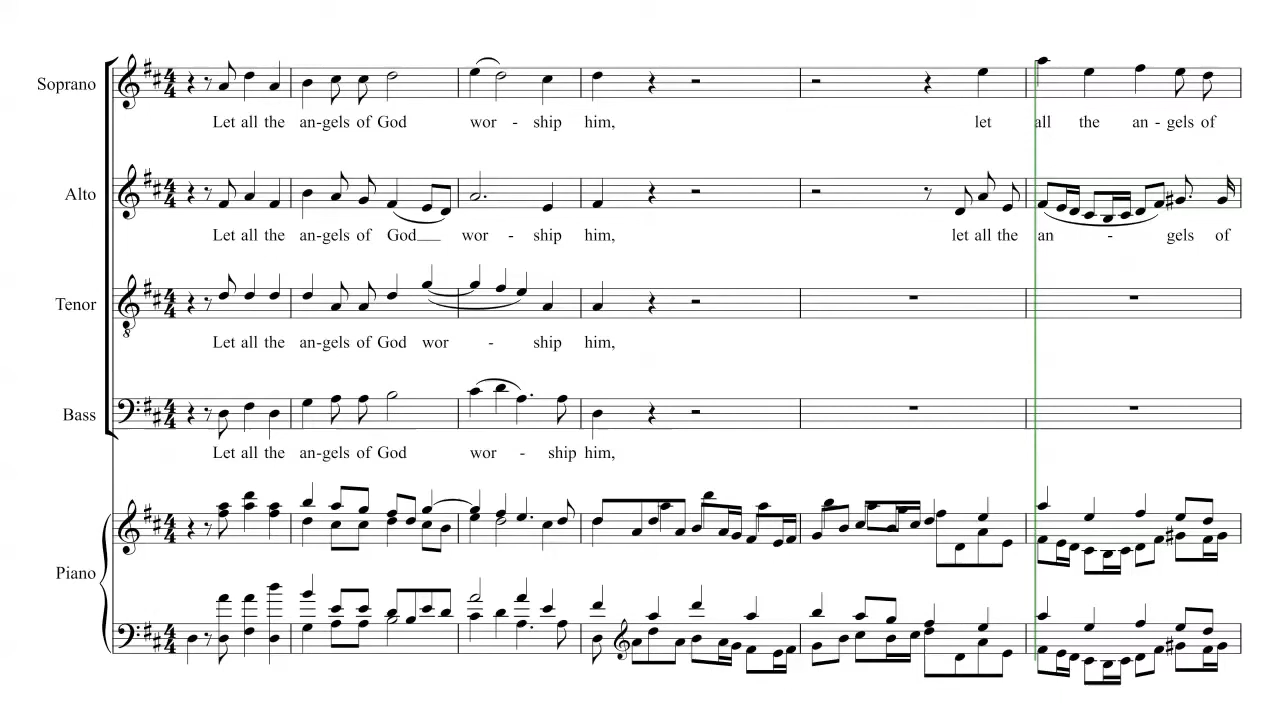 Soprano
Let all the an-gels of God wor - ship him, let all the an - gels of
Alto
Let all the an-gels of God__ wor - ship him, let all the an - gels of
Tenor
Let all the an-gels of God wor - ship him,
Bass
Let all the an-gels of God wor - ship him,
Piano